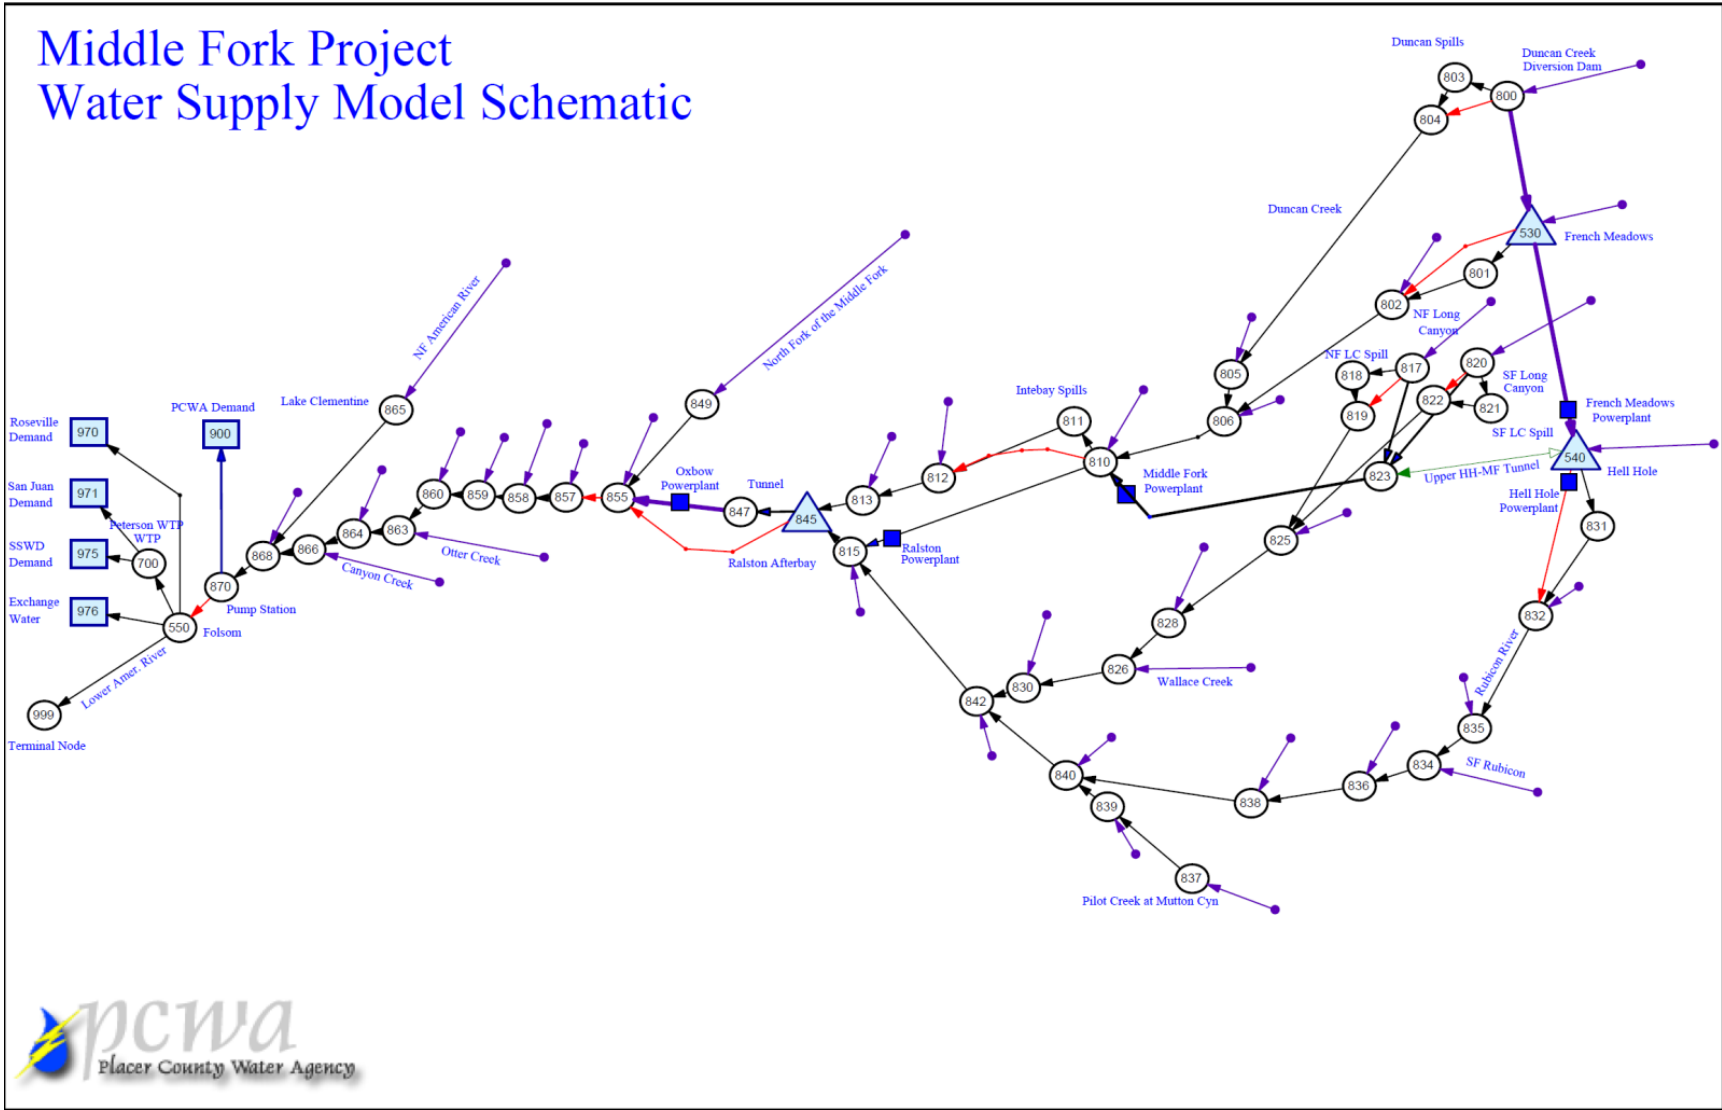 Middle Fork Project
Water Supply Model Schematic
Duncan Spills
Duncan Creek
Diversion Dam
803
800
804
Duncan Creek
530
French Meadows
801
802
NF Long
Canyon
NF LC Spill
818
817
820
SF Long
Canyon
819
822
821
French Meadows
Powerplant
SF LC Spill
540
Hell Hole
823
Upper HH-MF Tunnel
Hell Hole
Powerplant
831
832
Rubicon River
835
834
SF Rubicon
836
838
840
839
837
Pilot Creek at Mutton Cyn
805
806
Intebay Spills
811
810
Middle Fork
Powerplant
812
813
825
828
826
Wallace Creek
830
842
815
Ralston
Powerplant
845
Ralston Afterbay
Tunnel
847
Oxbow
Powerplant
North Fork of the Middle Fork
849
855
857
858
859
860
863
Otter Creek
864
866
Canyon Creek
NF American River
Lake Clementine
865
868
870
Pump Station
PCWA Demand
900
Roseville
Demand
970
San Juan
Demand
971
Peterson WTP
WTP
SSWD
Demand
975
700
Exchange
Water
976
550
Folsom
Lower Amer. River
999
Terminal Node
pcwa
Placer County Water Agency